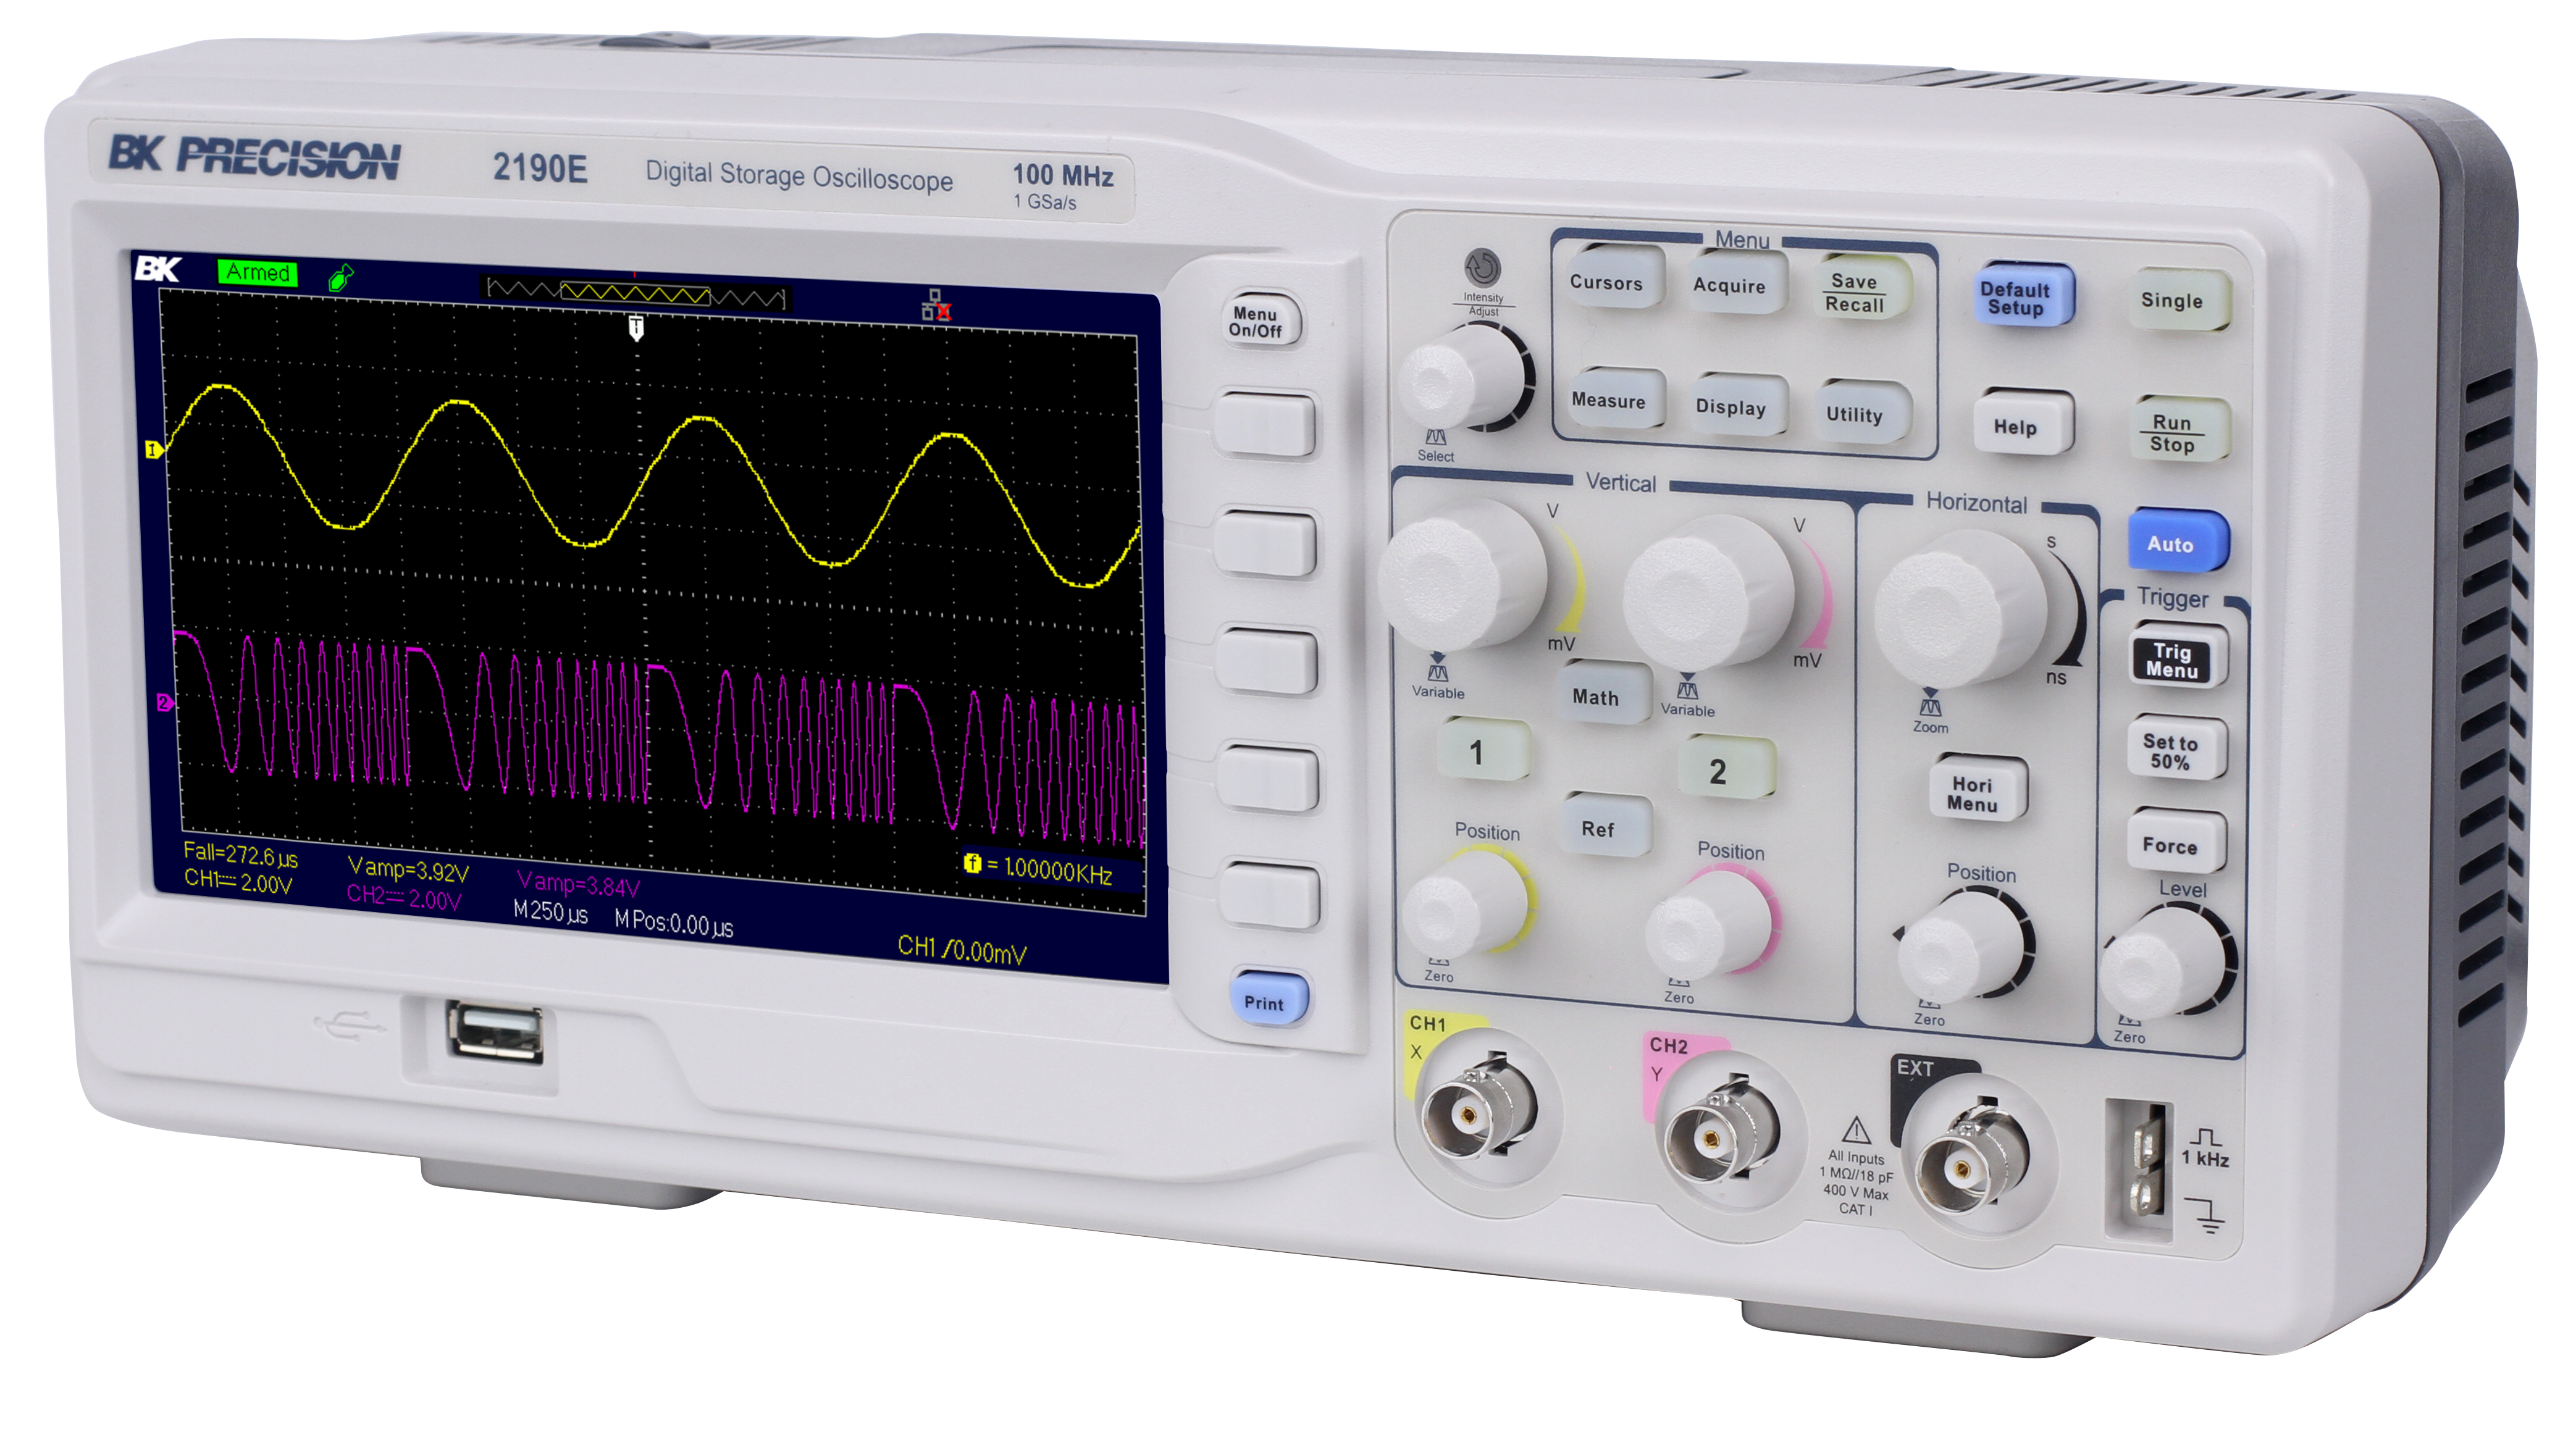 BK PRECISION
2190E
Digital Storage Oscilloscope
100 MHz
1 GSa/s
BK
Armed
T
1
2
Fall=272.6µs
Vamp=3.92V
Vamp=3.84V
f = 1.00000KHz
CH1 2.00V
CH2 2.00V
M 250µs
M Pos:0.00µs
CH1 0.00mV
Menu
On/Off
Print
Intensity
Adjust
Select
Menu
Cursors
Acquire
Save
Recall
Measure
Display
Utility
Default
Setup
Single
Help
Run
Stop
Auto
Vertical
V
mV
Variable
V
mV
Variable
Math
1
2
Ref
Position
Zero
Position
Zero
Horizontal
s
ns
Zoom
Hori
Menu
Position
Zero
Trigger
Trig
Menu
Set to
50%
Force
Level
Zero
CH1
X
CH2
Y
EXT
All Inputs
1 MΩ//18 pF
400 V Max
CAT I
1 kHz